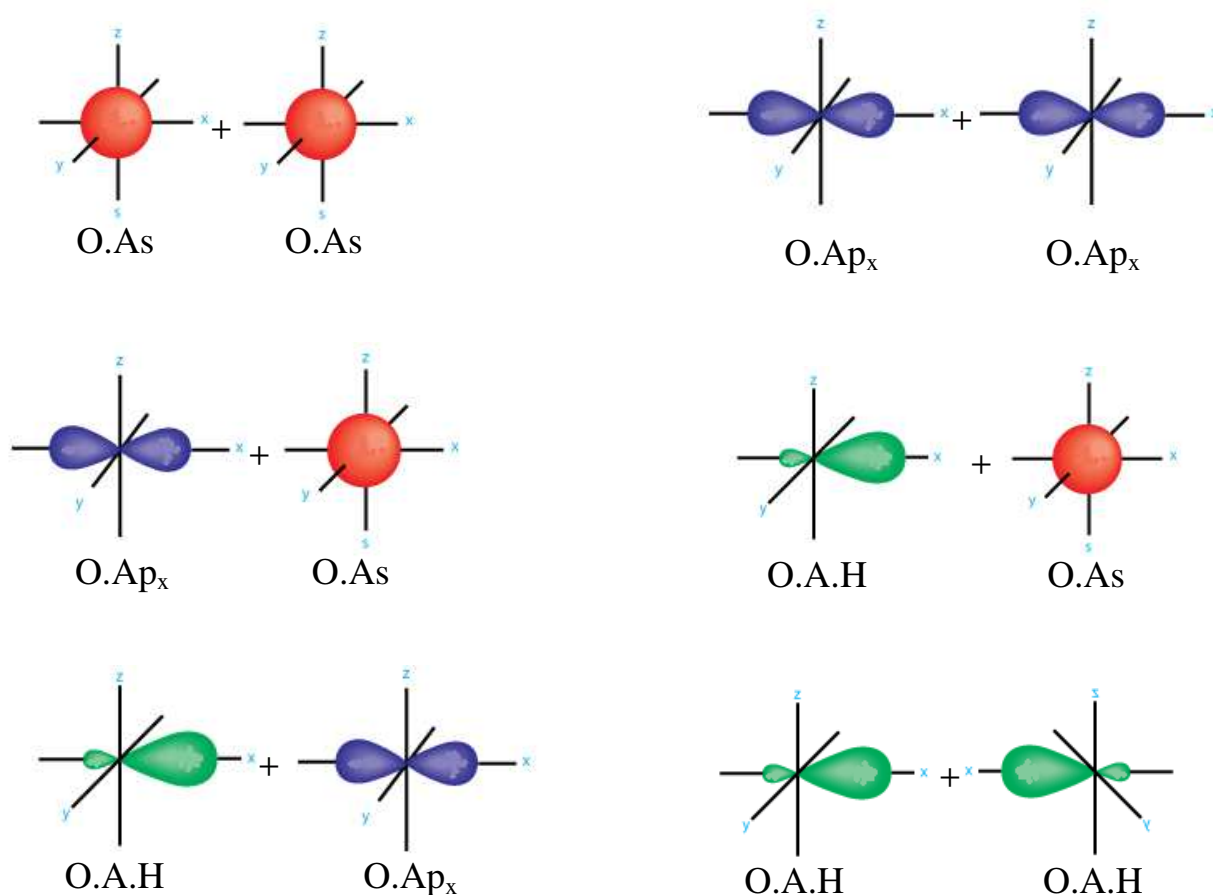 z z z z
x + x x + x
y y y y
s s
O.As O.As O.Apₓ O.Apₓ
z z z z
x + x x + x
y y y y
s s
O.Apₓ O.As O.A.H O.As
z z z z
x + x x + x
y y y y
O.A.H O.Apₓ O.A.H O.A.H